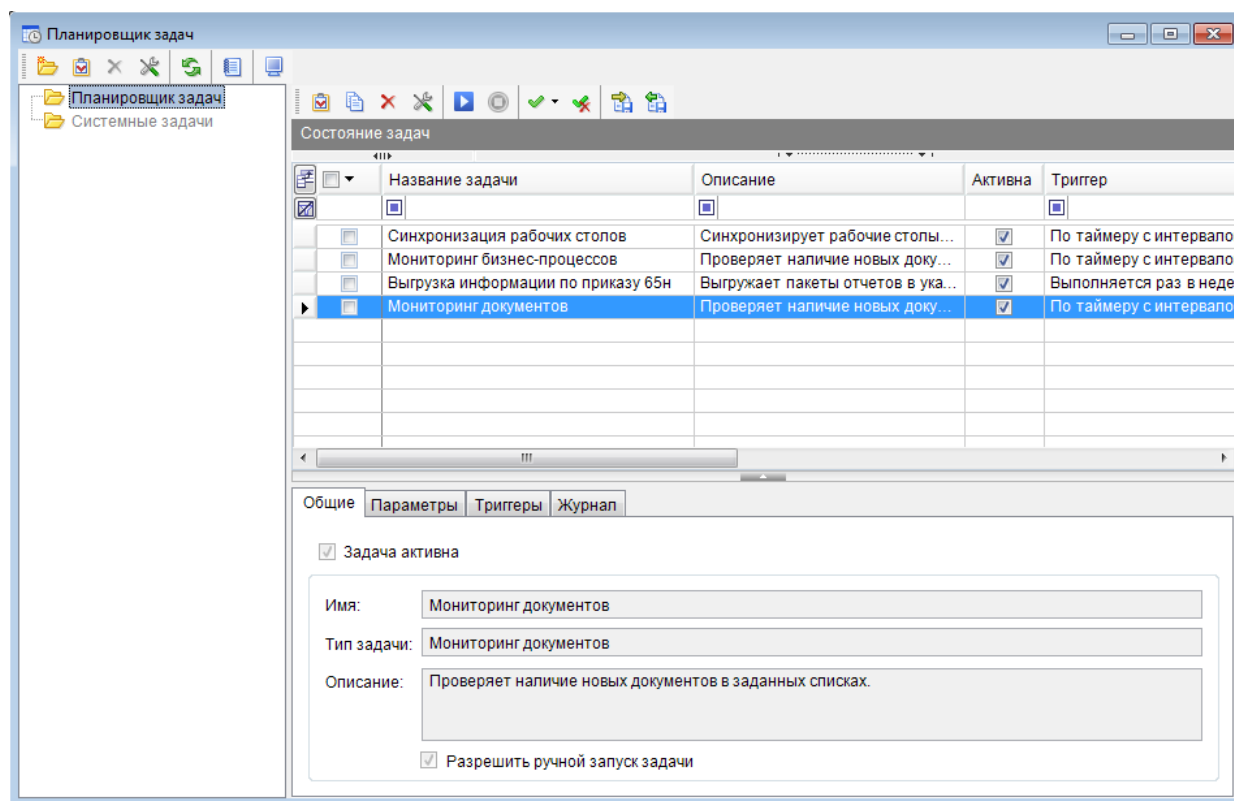 Планировщик задач
Планировщик задач
Системные задачи
Состояние задач
Название задачи Описание Активна Триггер
Синхронизация рабочих столов Синхронизирует рабочие столы... По таймеру с интервало
Мониторинг бизнес-процессов Проверяет наличие новых доку... По таймеру с интервало
Выгрузка информации по приказу 65н Выгружает пакеты отчетов в ука... Выполняется раз в неде
Мониторинг документов Проверяет наличие новых доку... По таймеру с интервало
Общие Параметры Триггеры Журнал
Задача активна
Имя: Мониторинг документов
Тип задачи: Мониторинг документов
Описание: Проверяет наличие новых документов в заданных списках.
Разрешить ручной запуск задачи